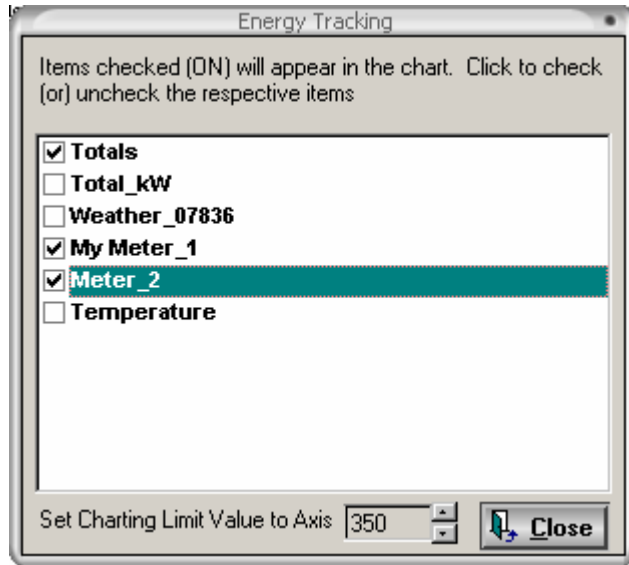 Energy Tracking
Items checked (ON) will appear in the chart. Click to check
(or) uncheck the respective items
Totals
Total_kW
Weather_07836
My Meter_1
Meter_2
Temperature
Set Charting Limit Value to Axis 350 Close